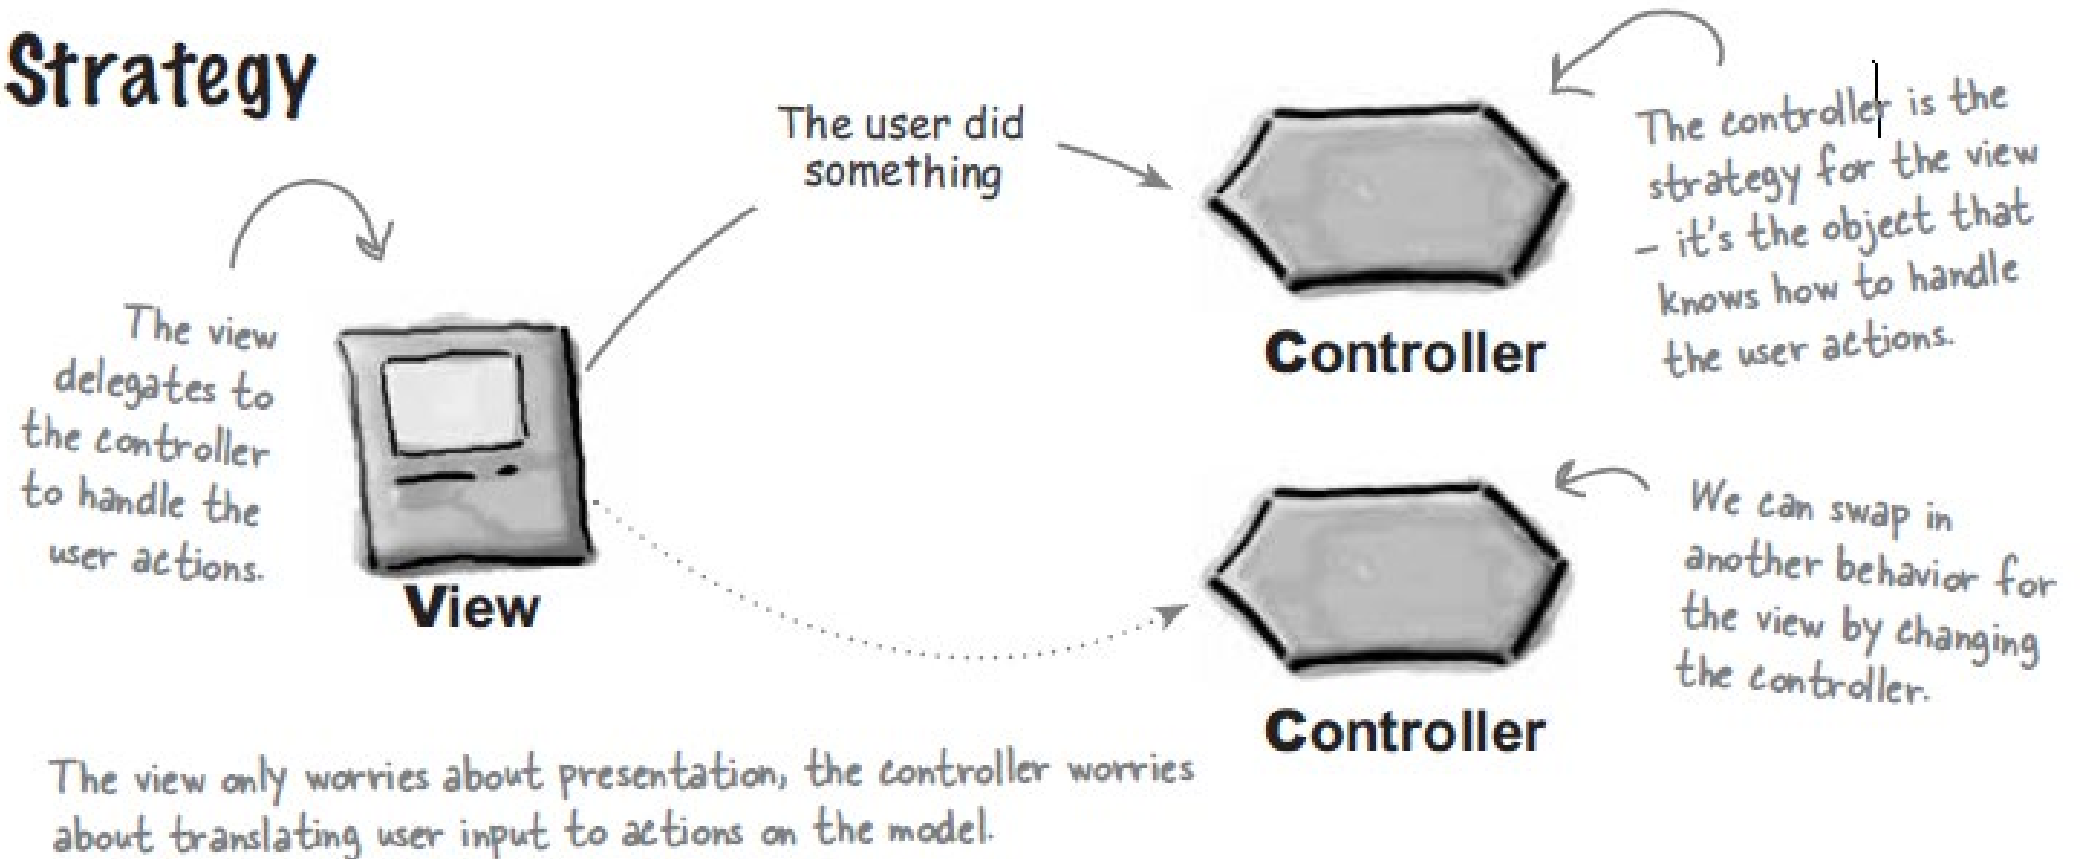 Strategy
The user did
something
The controller is the
strategy for the view
– it's the object that
knows how to handle
the user actions.
The view
delegates to
the controller
to handle the
user actions.
Controller
View
We can swap in
another behavior for
the view by changing
the controller.
Controller
The view only worries about presentation, the controller worries
about translating user input to actions on the model.